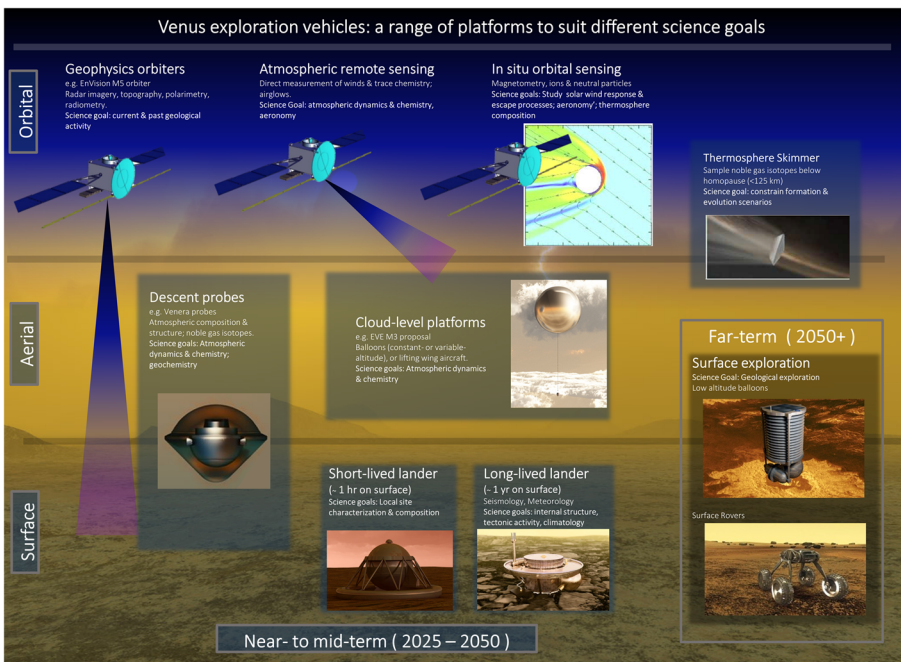 Venus exploration vehicles: a range of platforms to suit different science goals
Orbital
Geophysics orbiters
e.g. EnVision M5 orbiter
Radar imagery, topography, polarimetry,
radiometry.
Science goal: current & past geological
activity
Atmospheric remote sensing
Direct measurement of winds & trace chemistry;
airglows.
Science Goal: atmospheric dynamics & chemistry,
aeronomy
In situ orbital sensing
Magnetometry, ions & neutral particles
Science goals: Study  solar wind response &
escape processes; aeronomy'; thermosphere
composition
Thermosphere Skimmer
Sample noble gas isotopes below
homopause (<125 km)
Science goal: constrain formation &
evolution scenarios
Aerial
Descent probes
e.g. Venera probes
Atmospheric composition &
structure; noble gas isotopes.
Science goals: Atmospheric
dynamics & chemistry;
geochemistry
Cloud-level platforms
e.g. EVE M3 proposal
Balloons (constant- or variable-
altitude), or lifting wing aircraft.
Science goals: Atmospheric dynamics
& chemistry
Far-term ( 2050+ )
Surface exploration
Science Goal: Geological exploration
Low altitude balloons
Surface Rovers
Surface
Short-lived lander
(~ 1 hr on surface)
Science goals: Local site
characterization & composition
Long-lived lander
(~ 1 yr on surface)
Seismology, Meteorology
Science goals: internal structure,
tectonic activity, climatology
Near- to mid-term ( 2025 – 2050 )